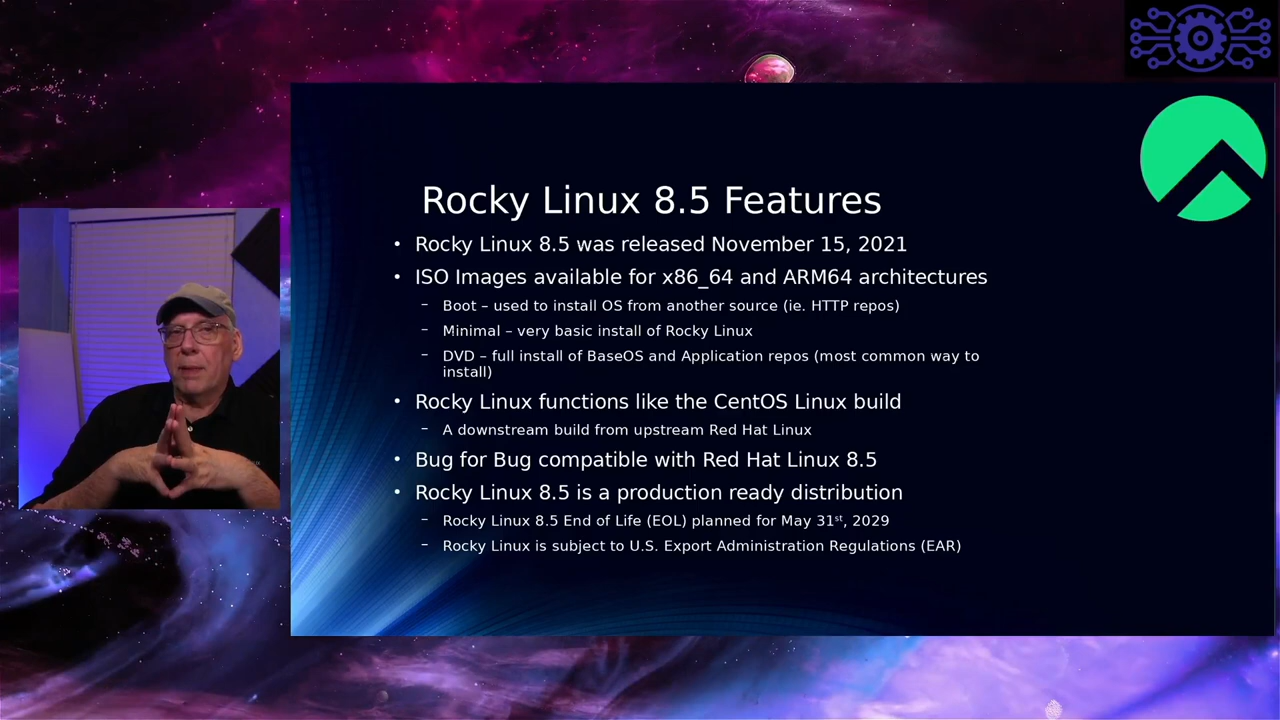 Rocky Linux 8.5 Features
• Rocky Linux 8.5 was released November 15, 2021
• ISO Images available for x86_64 and ARM64 architectures
– Boot – used to install OS from another source (ie. HTTP repos)
– Minimal – very basic install of Rocky Linux
– DVD – full install of BaseOS and Application repos (most common way to
install)
• Rocky Linux functions like the CentOS Linux build
– A downstream build from upstream Red Hat Linux
• Bug for Bug compatible with Red Hat Linux 8.5
• Rocky Linux 8.5 is a production ready distribution
– Rocky Linux 8.5 End of Life (EOL) planned for May 31st, 2029
– Rocky Linux is subject to U.S. Export Administration Regulations (EAR)